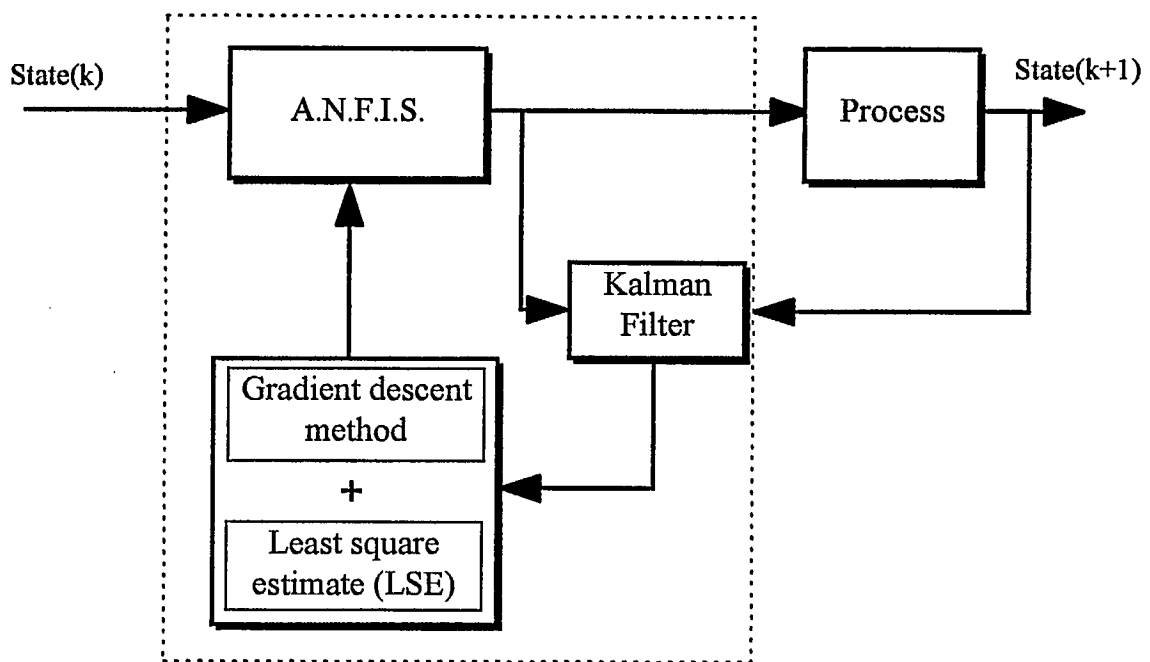 State(k)
A.N.F.I.S.
Process
State(k+1)
Kalman
Filter
Gradient descent
method
+
Least square
estimate (LSE)